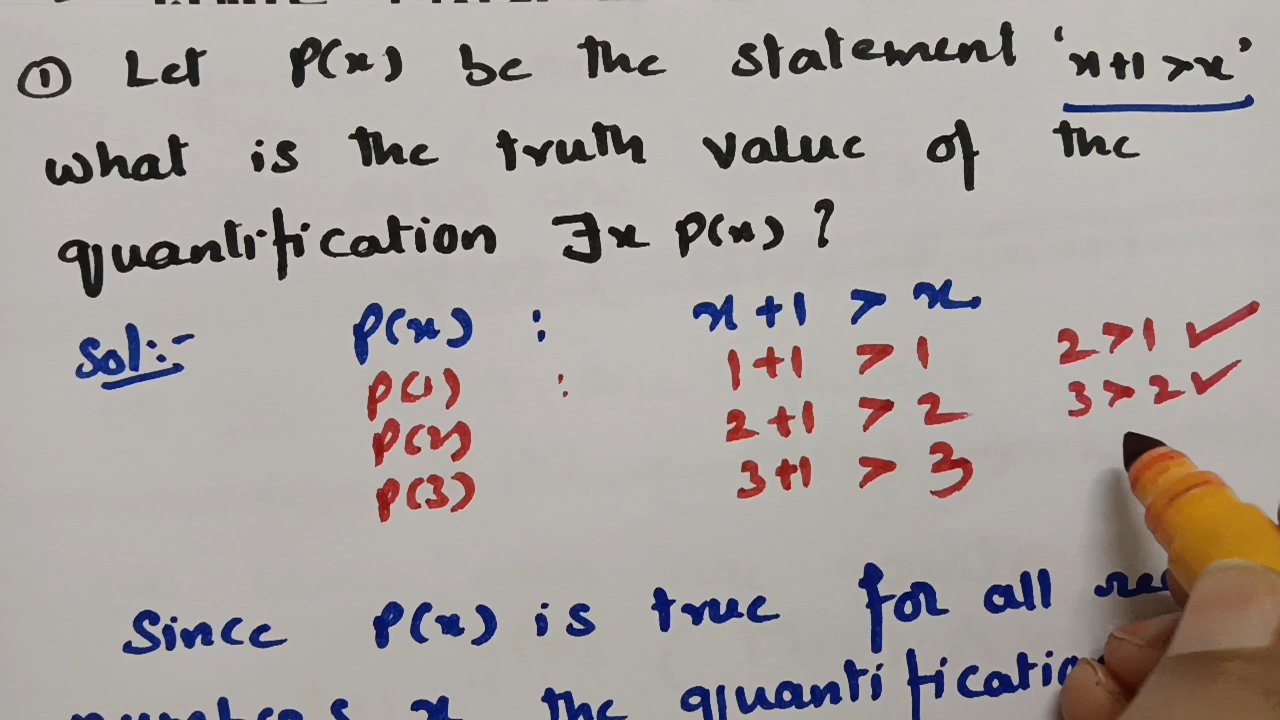 ① Let P(x) be the statement 'x+1 > x'
what is the truth value of the
quantification ∃x P(x) ?
Sol:- P(x) : x+1 > x.
P(1) : 1+1 > 1 2>1 ✓
P(2) 2+1 > 2 3>2 ✓
P(3) 3+1 > 3
Since P(x) is true for all
x the quantification